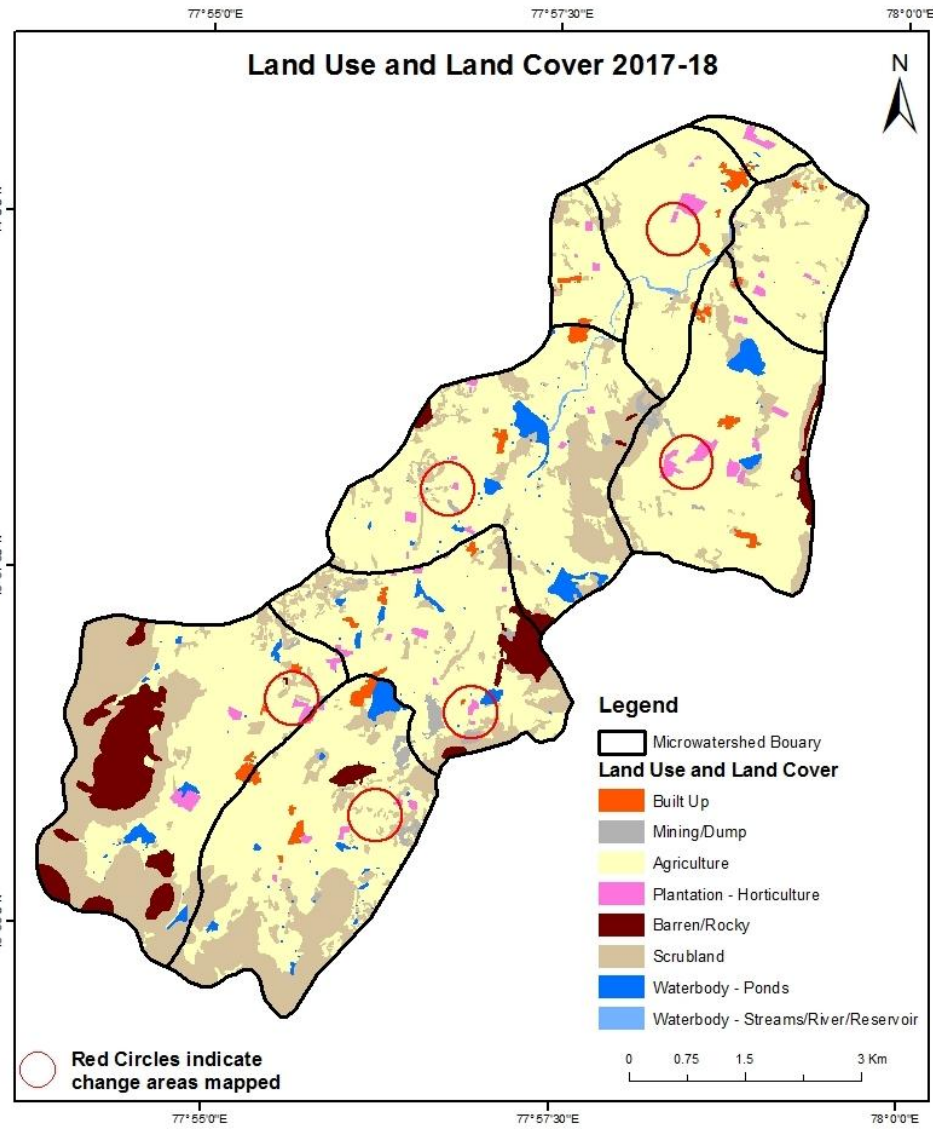 77°55'0"E 77°57'30"E 78°0'0"E
Land Use and Land Cover 2017-18
N
Legend
Microwatershed Bouary
Land Use and Land Cover
Built Up
Mining/Dump
Agriculture
Plantation - Horticulture
Barren/Rocky
Scrubland
Waterbody - Ponds
Waterbody - Streams/River/Reservoir
0 0.75 1.5 3 Km
Red Circles indicate
change areas mapped
77°55'0"E 77°57'30"E 78°0'0"E